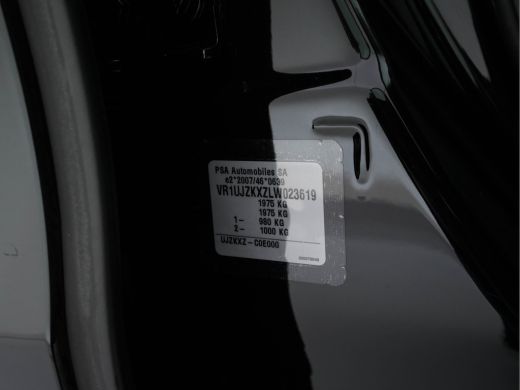 PSA Automobiles SA
e2*2007/46*0639
VR1UJZKXZLW023619
1975 KG
1975 KG
1- 980 KG
2- 1000 KG
UJZKXZ-C0E000